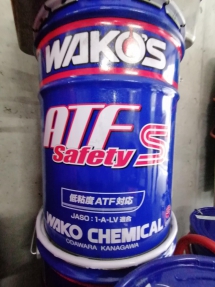 WAKO'S
ATF
Safety S
低粘度ATF対応
JASO:1-A-LV適合
WAKO CHEMICAL
ODAWARA KANAGAWA